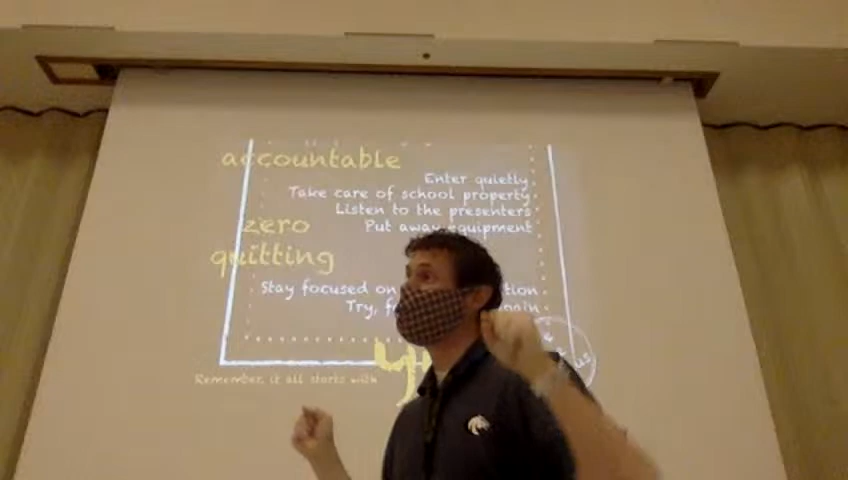 accountable
Enter quietly
Take care of school property
Listen to the presenters
Put away equipment
zero
quitting
Stay focused on
Try,
Remember, it all starts with